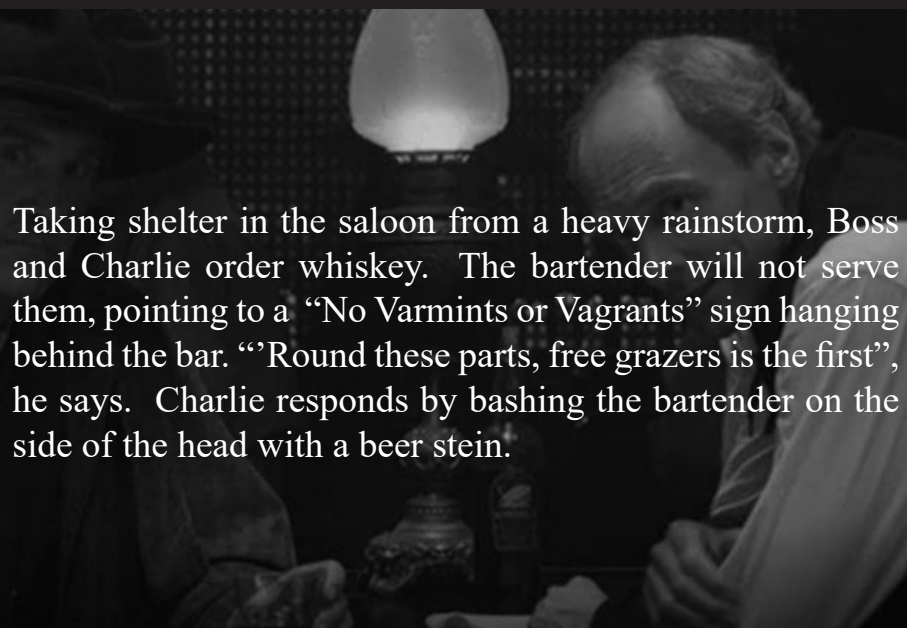 Taking shelter in the saloon from a heavy rainstorm, Boss
and Charlie order whiskey.  The bartender will not serve
them, pointing to a  “No Varmints or Vagrants” sign hanging
behind the bar. “’Round these parts, free grazers is the first”,
he says.  Charlie responds by bashing the bartender on the
side of the head with a beer stein.